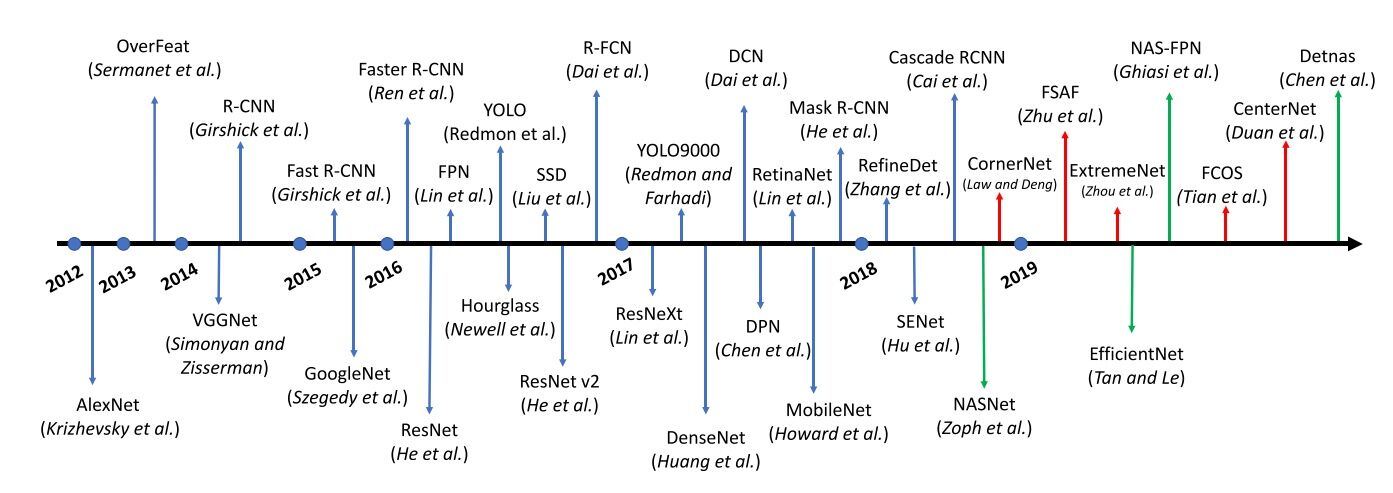 OverFeat
(Sermanet et al.)
R-CNN
(Girshick et al.)
Fast R-CNN
(Girshick et al.)
Faster R-CNN
(Ren et al.)
FPN
(Lin et al.)
YOLO
(Redmon et al.)
SSD
(Liu et al.)
R-FCN
(Dai et al.)
YOLO9000
(Redmon and
Farhadi)
DCN
(Dai et al.)
RetinaNet
(Lin et al.)
Mask R-CNN
(He et al.)
RefineDet
(Zhang et al.)
Cascade RCNN
(Cai et al.)
CornerNet
(Law and Deng)
FSAF
(Zhu et al.)
ExtremeNet
(Zhou et al.)
NAS-FPN
(Ghiasi et al.)
FCOS
(Tian et al.)
CenterNet
(Duan et al.)
Detnas
(Chen et al.)
2012
2013
2014
2015
2016
2017
2018
2019
AlexNet
(Krizhevsky et al.)
VGGNet
(Simonyan and
Zisserman)
GoogleNet
(Szegedy et al.)
ResNet
(He et al.)
Hourglass
(Newell et al.)
ResNet v2
(He et al.)
ResNeXt
(Lin et al.)
DenseNet
(Huang et al.)
DPN
(Chen et al.)
MobileNet
(Howard et al.)
SENet
(Hu et al.)
NASNet
(Zoph et al.)
EfficientNet
(Tan and Le)